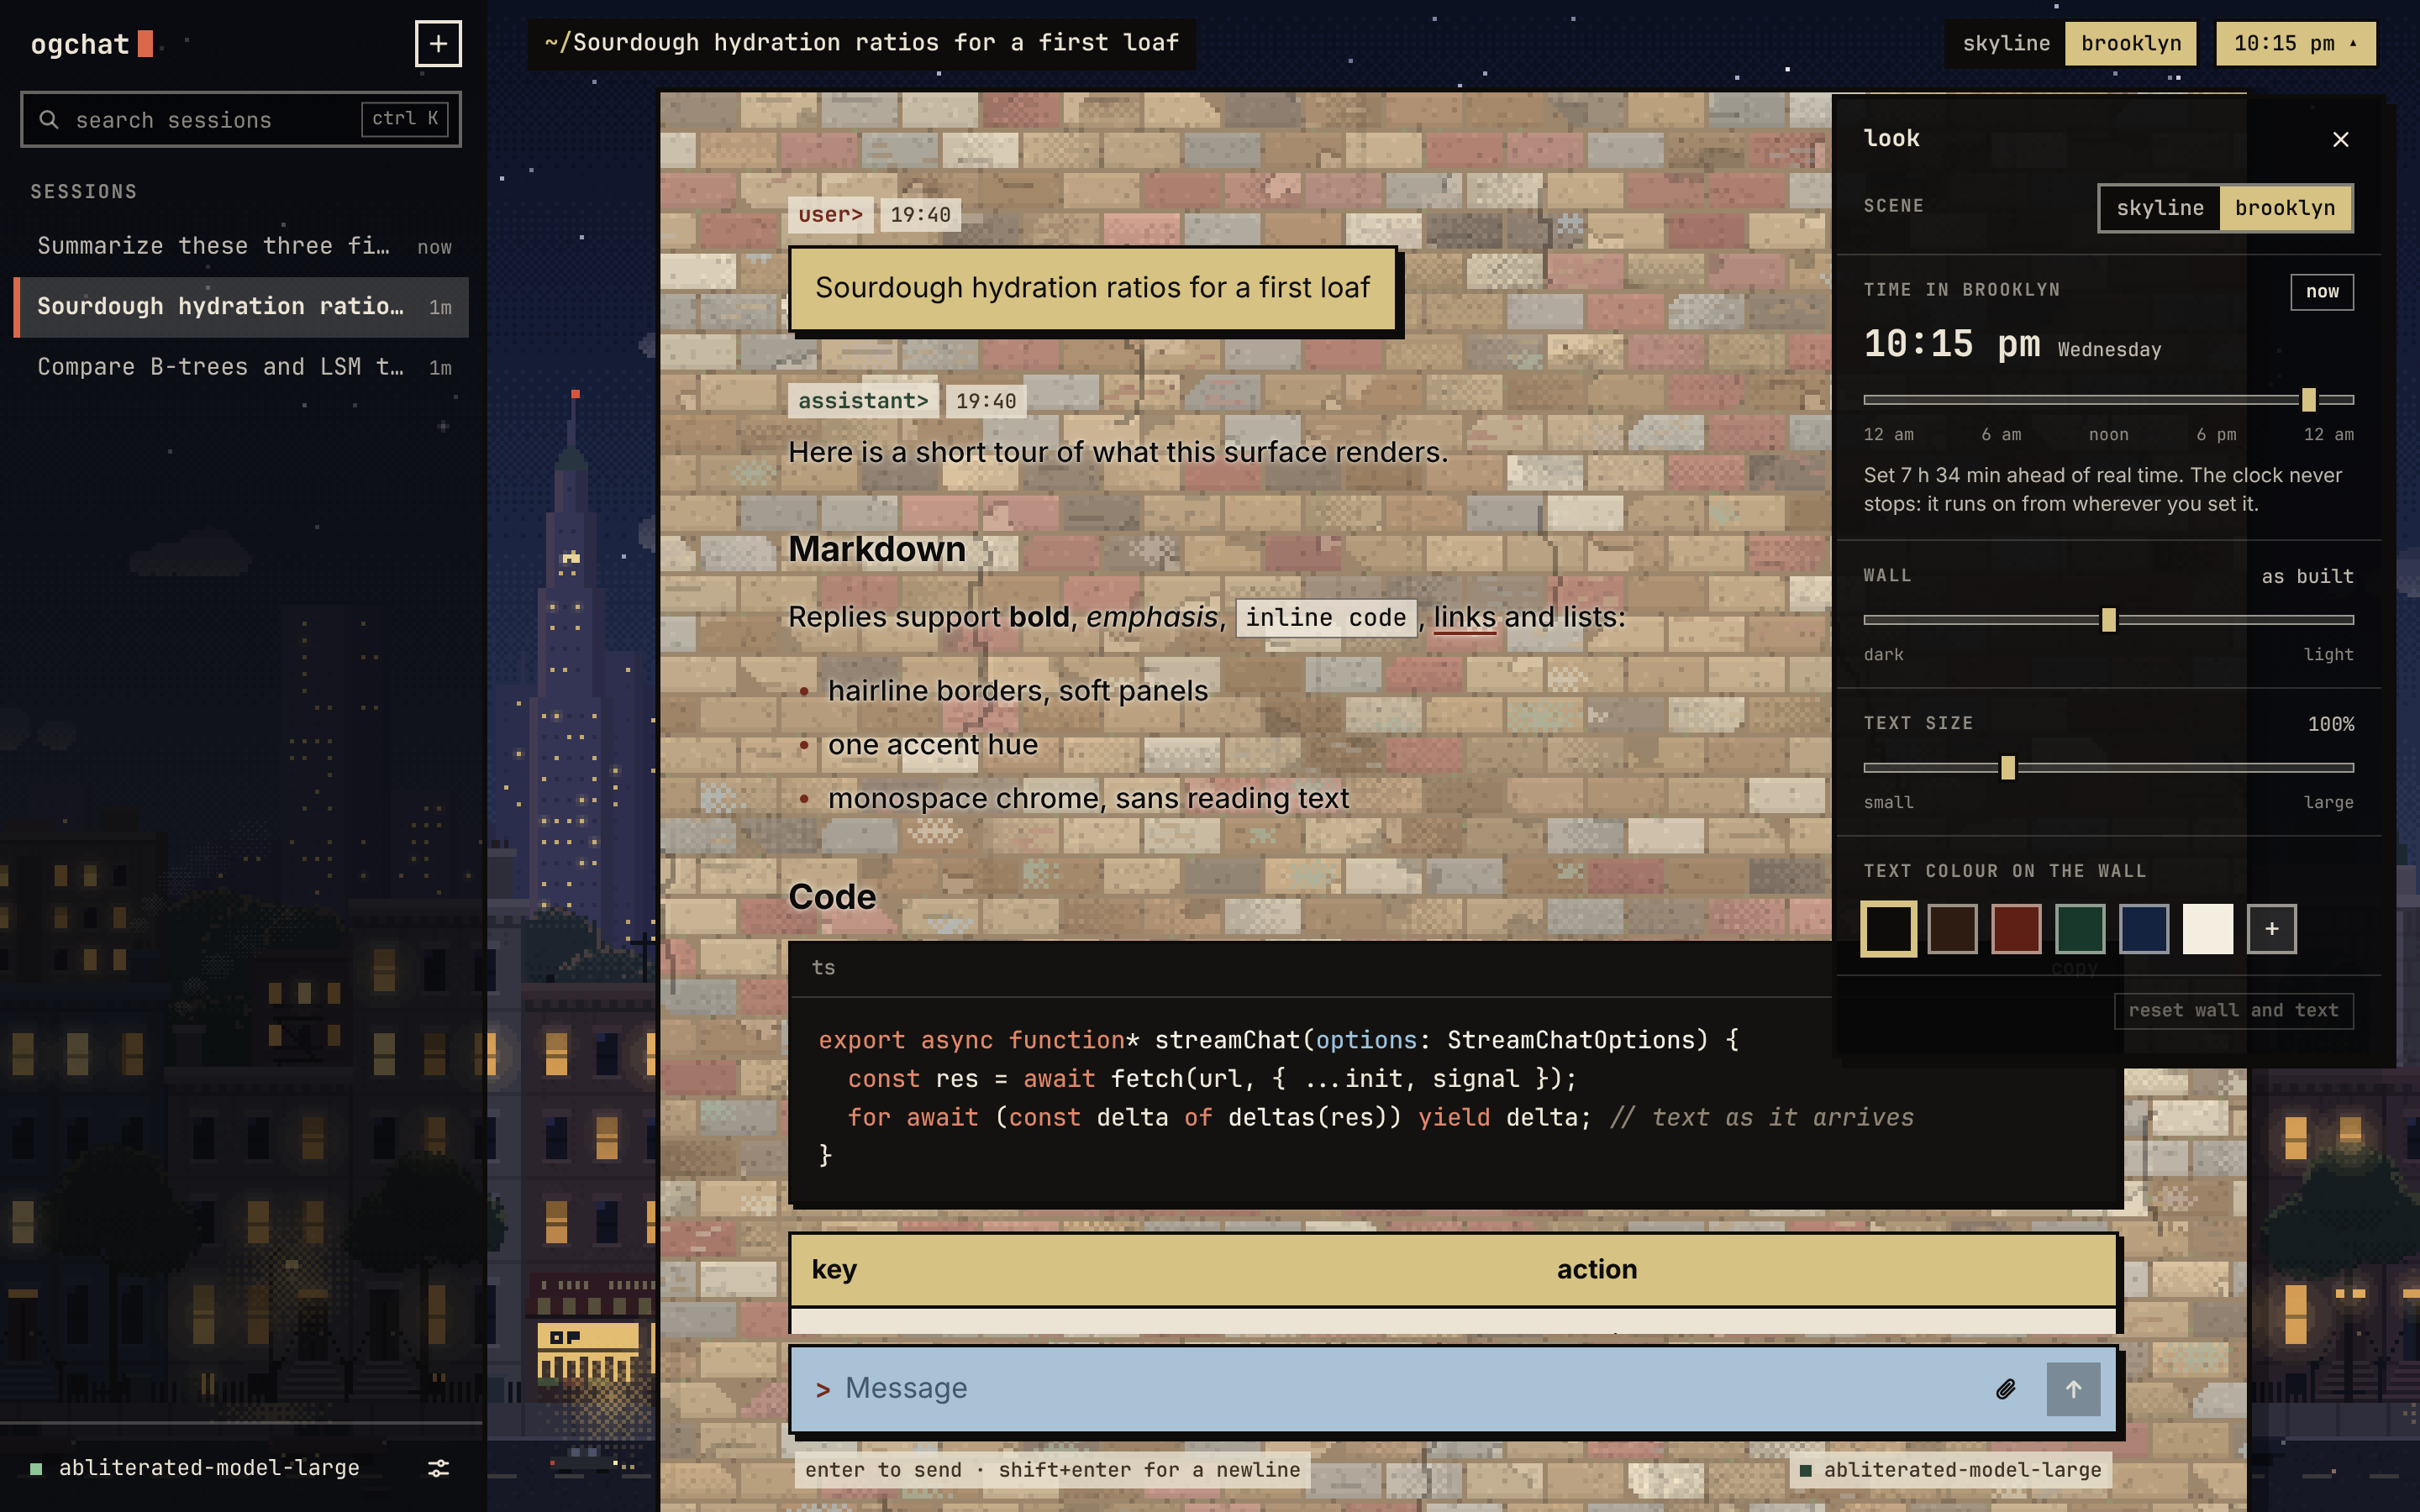 ogchat
+
search sessions
ctrl K
SESSIONS
Summarize these three fi… now
Sourdough hydration ratio… 1m
Compare B-trees and LSM t… 1m
abliterated-model-large
~/Sourdough hydration ratios for a first loaf
skyline brooklyn
10:15 pm
user> 19:40
Sourdough hydration ratios for a first loaf
assistant> 19:40
Here is a short tour of what this surface renders.
Markdown
Replies support bold, emphasis, inline code, links and lists:
• hairline borders, soft panels
• one accent hue
• monospace chrome, sans reading text
Code
ts
copy
export async function* streamChat(options: StreamChatOptions) {
const res = await fetch(url, { ...init, signal });
for await (const delta of deltas(res)) yield delta; // text as it arrives
}
key action
> Message
enter to send · shift+enter for a newline
abliterated-model-large
look
SCENE
skyline brooklyn
TIME IN BROOKLYN
now
10:15 pm Wednesday
12 am 6 am noon 6 pm 12 am
Set 7 h 34 min ahead of real time. The clock never
stops: it runs on from wherever you set it.
WALL
as built
dark light
TEXT SIZE
100%
small large
TEXT COLOUR ON THE WALL
+
reset wall and text